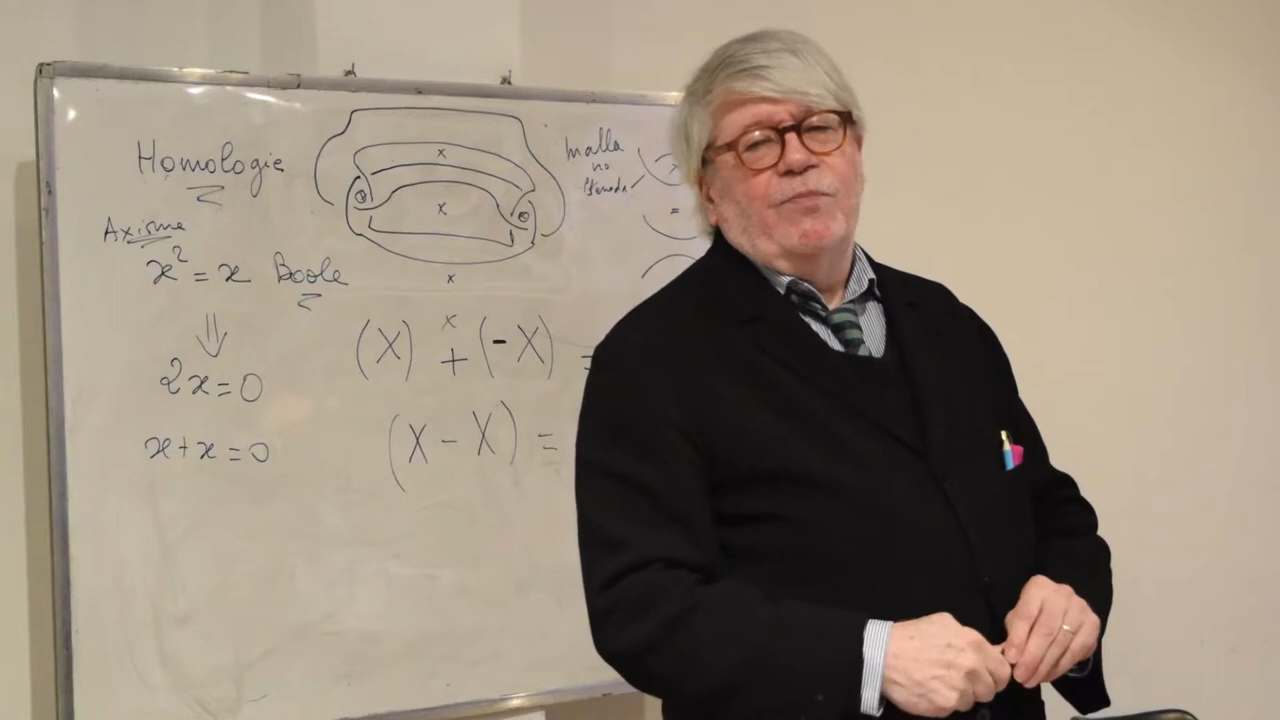 Homologie
Axiome
x² = x Boole
⇓
2x = 0
x + x = 0
x
x
x
x
(X) + (-X) =
(X - X) =
malla
no
=